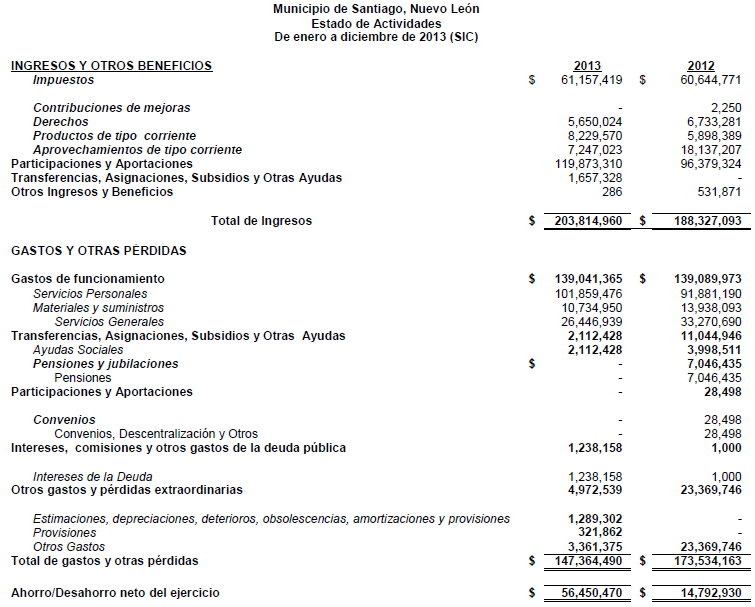 Municipio de Santiago, Nuevo León
Estado de Actividades
De enero a diciembre de 2013 (SIC)
INGRESOS Y OTROS BENEFICIOS 2013 2012
Impuestos $ 61,157,419 $ 60,644,771
Contribuciones de mejoras - 2,250
Derechos 5,650,024 6,733,281
Productos de tipo corriente 8,229,570 5,898,389
Aprovechamientos de tipo corriente 7,247,023 18,137,207
Participaciones y Aportaciones 119,873,310 96,379,324
Transferencias, Asignaciones, Subsidios y Otras Ayudas 1,657,328 -
Otros Ingresos y Beneficios 286 531,871
Total de Ingresos $ 203,814,960 $ 188,327,093
GASTOS Y OTRAS PÉRDIDAS
Gastos de funcionamiento $ 139,041,365 $ 139,089,973
Servicios Personales 101,859,476 91,881,190
Materiales y suministros 10,734,950 13,938,093
Servicios Generales 26,446,939 33,270,690
Transferencias, Asignaciones, Subsidios y Otras Ayudas 2,112,428 11,044,946
Ayudas Sociales 2,112,428 3,998,511
Pensiones y jubilaciones $ - 7,046,435
Pensiones - 7,046,435
Participaciones y Aportaciones - 28,498
Convenios - 28,498
Convenios, Descentralización y Otros - 28,498
Intereses, comisiones y otros gastos de la deuda pública 1,238,158 1,000
Intereses de la Deuda 1,238,158 1,000
Otros gastos y pérdidas extraordinarias 4,972,539 23,369,746
Estimaciones, depreciaciones, deterioros, obsolescencias, amortizaciones y provisiones 1,289,302 -
Provisiones 321,862 -
Otros Gastos 3,361,375 23,369,746
Total de gastos y otras pérdidas $ 147,364,490 $ 173,534,163
Ahorro/Desahorro neto del ejercicio $ 56,450,470 $ 14,792,930